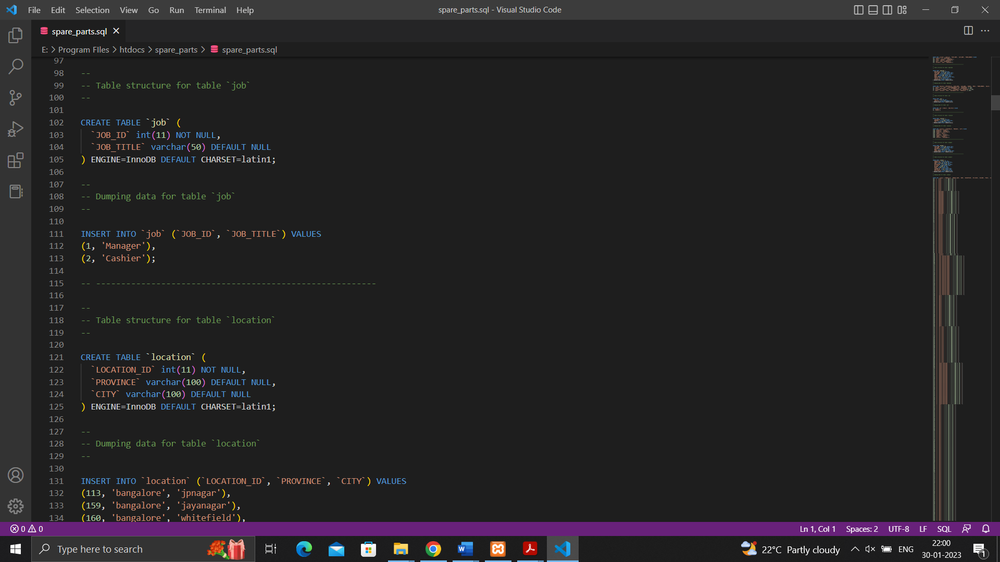 File Edit Selection View Go Run Terminal Help
spare_parts.sql - Visual Studio Code
spare_parts.sql
E: > Program FIles > htdocs > spare_parts > spare_parts.sql
97
98 --
99 -- Table structure for table `job`
100 --
101
102 CREATE TABLE `job` (
103 `JOB_ID` int(11) NOT NULL,
104 `JOB_TITLE` varchar(50) DEFAULT NULL
105 ) ENGINE=InnoDB DEFAULT CHARSET=latin1;
106
107 --
108 -- Dumping data for table `job`
109 --
110
111 INSERT INTO `job` (`JOB_ID`, `JOB_TITLE`) VALUES
112 (1, 'Manager'),
113 (2, 'Cashier');
114
115 -- --------------------------------------------------------
116
117 --
118 -- Table structure for table `location`
119 --
120
121 CREATE TABLE `location` (
122 `LOCATION_ID` int(11) NOT NULL,
123 `PROVINCE` varchar(100) DEFAULT NULL,
124 `CITY` varchar(100) DEFAULT NULL
125 ) ENGINE=InnoDB DEFAULT CHARSET=latin1;
126
127 --
128 -- Dumping data for table `location`
129 --
130
131 INSERT INTO `location` (`LOCATION_ID`, `PROVINCE`, `CITY`) VALUES
132 (113, 'bangalore', 'jpnagar'),
133 (159, 'bangalore', 'jayanagar'),
134 (160, 'bangalore', 'whitefield'),
0 0
Ln 1, Col 1 Spaces: 2 UTF-8 LF SQL
Type here to search
22°C Partly cloudy
ENG
22:00
30-01-2023
1